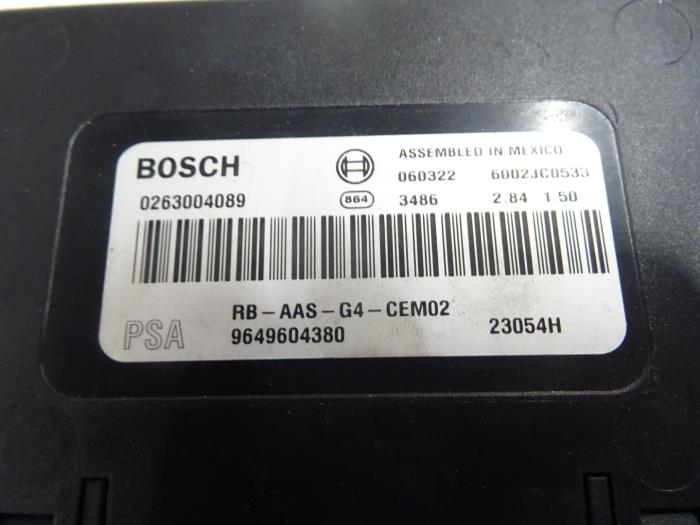 BOSCH
ASSEMBLED IN MEXICO
060322 6002JC0533
0263004089 864 3486 2.84 1.50
RB-AAS-G4-CEM02
PSA 9649604380 23054H